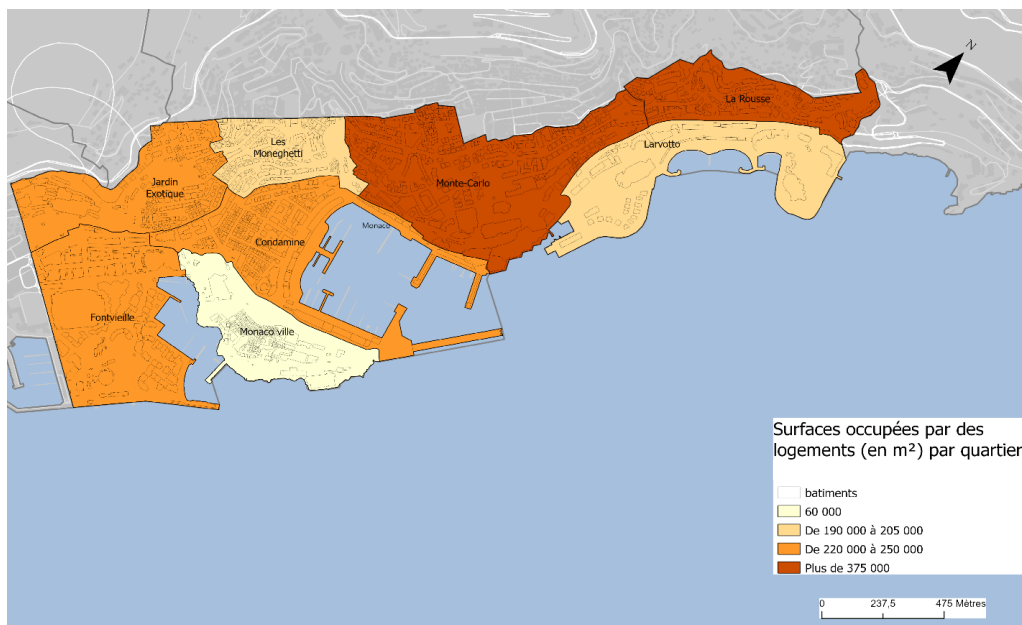 N
La Rousse
Les
Moneghetti
Larvotto
Jardin
Exotique
Monte-Carlo
Monaco
Condamine
Fontvieille
Monaco ville
Surfaces occupées par des
logements (en m²) par quartier
batiments
60 000
De 190 000 à 205 000
De 220 000 à 250 000
Plus de 375 000
0 237,5 475 Mètres